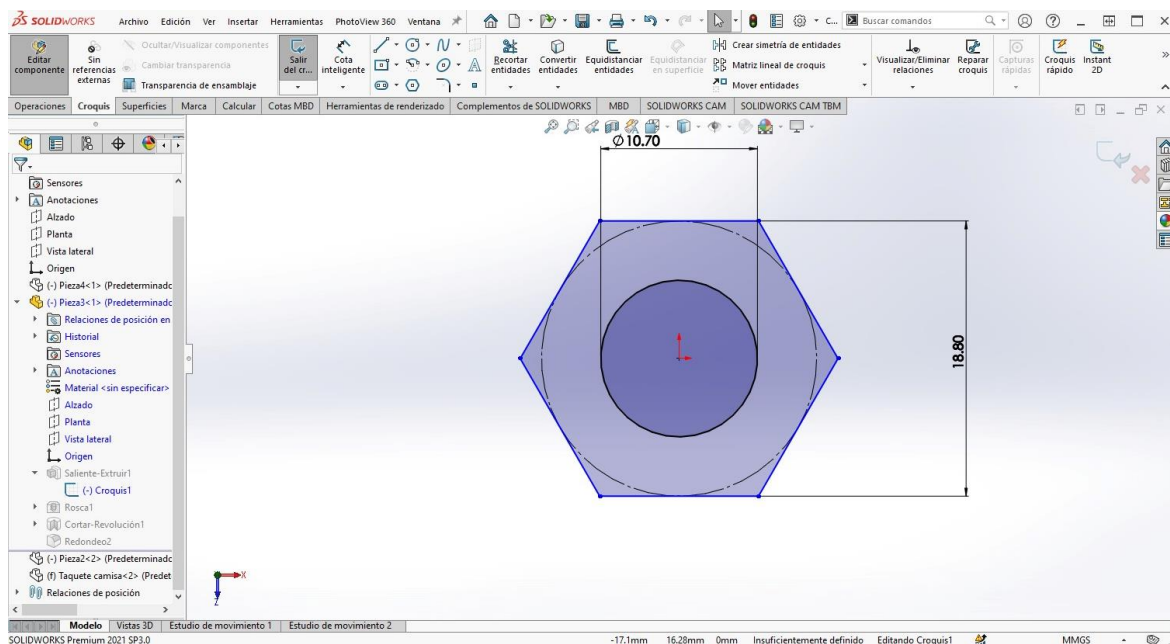 SOLIDWORKS Archivo Edición Ver Insertar Herramientas PhotoView 360 Ventana C... Buscar comandos
Editar componente
Sin referencias externas
Ocultar/Visualizar componentes
Cambiar transparencia
Transparencia de ensamblaje
Salir del cr...
Cota inteligente
Recortar entidades
Convertir entidades
Equidistanciar entidades
Equidistanciar en superficie
Crear simetría de entidades
Matriz lineal de croquis
Mover entidades
Visualizar/Eliminar relaciones
Reparar croquis
Capturas rápidas
Croquis rápido
Instant 2D
Operaciones Croquis Superficies Marca Calcular Cotas MBD Herramientas de renderizado Complementos de SOLIDWORKS MBD SOLIDWORKS CAM SOLIDWORKS CAM TBM
Sensores
Anotaciones
Alzado
Planta
Vista lateral
Origen
(-) Pieza4<1> (Predeterminadc
(-) Pieza3<1> (Predeterminadc
Relaciones de posición en
Historial
Sensores
Anotaciones
Material <sin especificar>
Alzado
Planta
Vista lateral
Origen
Saliente-Extruir1
(-) Croquis1
Rosca1
Cortar-Revolución1
Redondeo2
(-) Pieza2<2> (Predeterminadc
(f) Taquete camisa<2> (Predet
Relaciones de posición
Ø10.70
18.80
X
Z
Modelo Vistas 3D Estudio de movimiento 1 Estudio de movimiento 2
SOLIDWORKS Premium 2021 SP3.0 -17.1mm 16.28mm 0mm Insuficientemente definido Editando Croquis1 MMGS